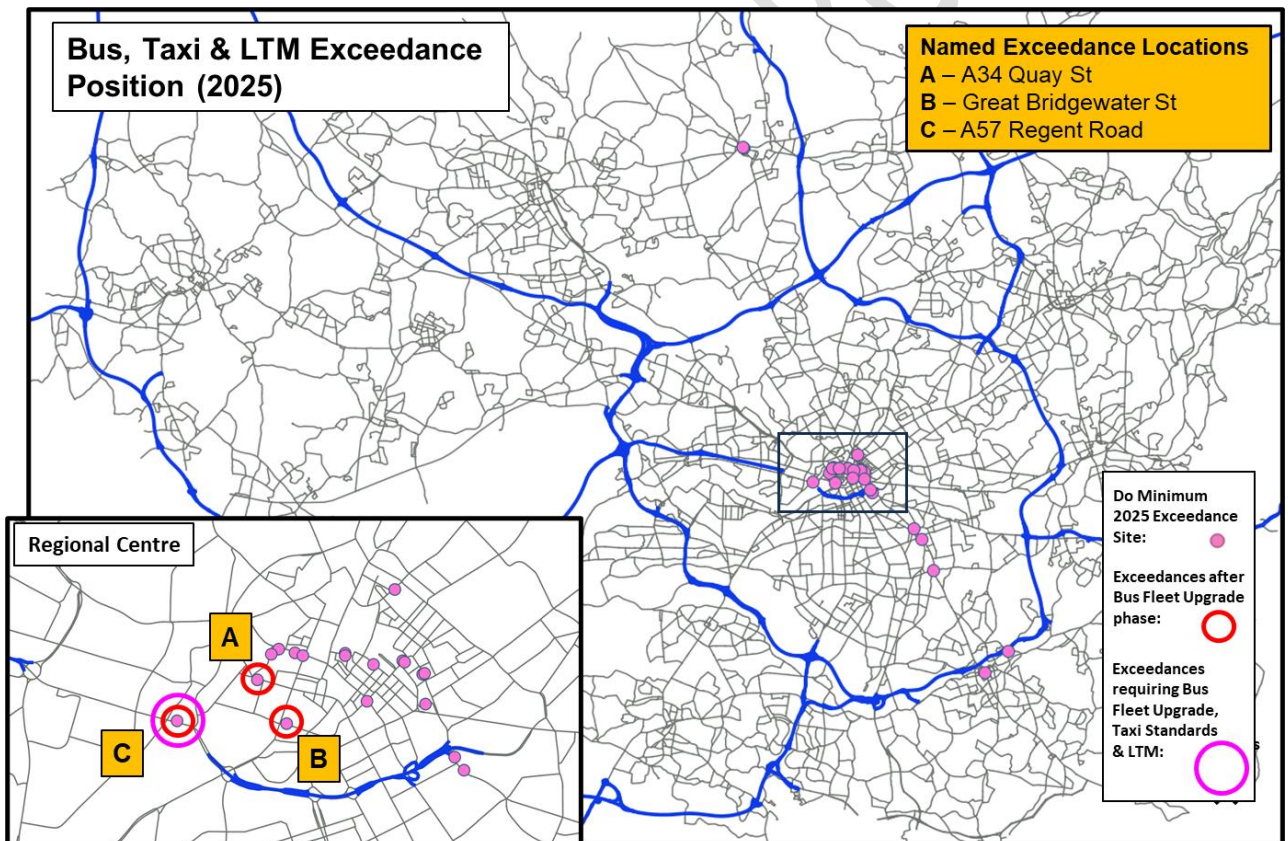 Bus, Taxi & LTM Exceedance
Position (2025)
Named Exceedance Locations
A – A34 Quay St
B – Great Bridgewater St
C – A57 Regent Road
Do Minimum
2025 Exceedance
Site:
Exceedances after
Bus Fleet Upgrade
phase:
Exceedances
requiring Bus
Fleet Upgrade,
Taxi Standards
& LTM:
Regional Centre
A
B
C